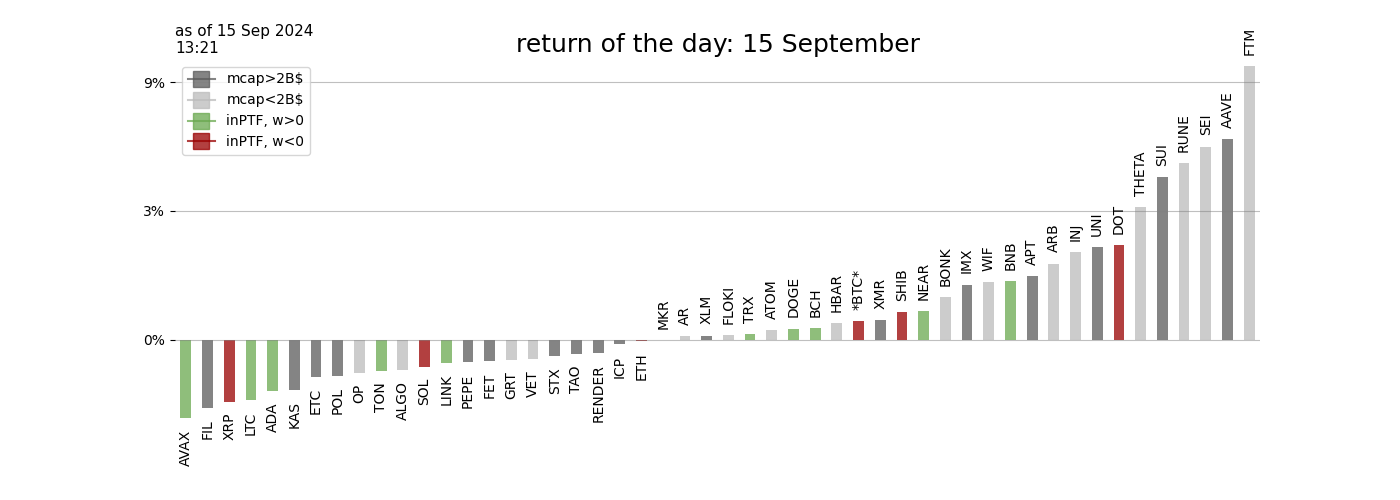 as of 15 Sep 2024
13:21
return of the day: 15 September
mcap>2B$
mcap<2B$
inPTF, w>0
inPTF, w<0
9%
3%
0%
AVAX
FIL
XRP
LTC
ADA
KAS
ETC
POL
OP
TON
ALGO
SOL
LINK
PEPE
FET
GRT
VET
STX
TAO
RENDER
ICP
ETH
MKR
AR
XLM
FLOKI
TRX
ATOM
DOGE
BCH
HBAR
*BTC*
XMR
SHIB
NEAR
BONK
IMX
WIF
BNB
APT
ARB
INJ
UNI
DOT
THETA
SUI
RUNE
SEI
AAVE
FTM